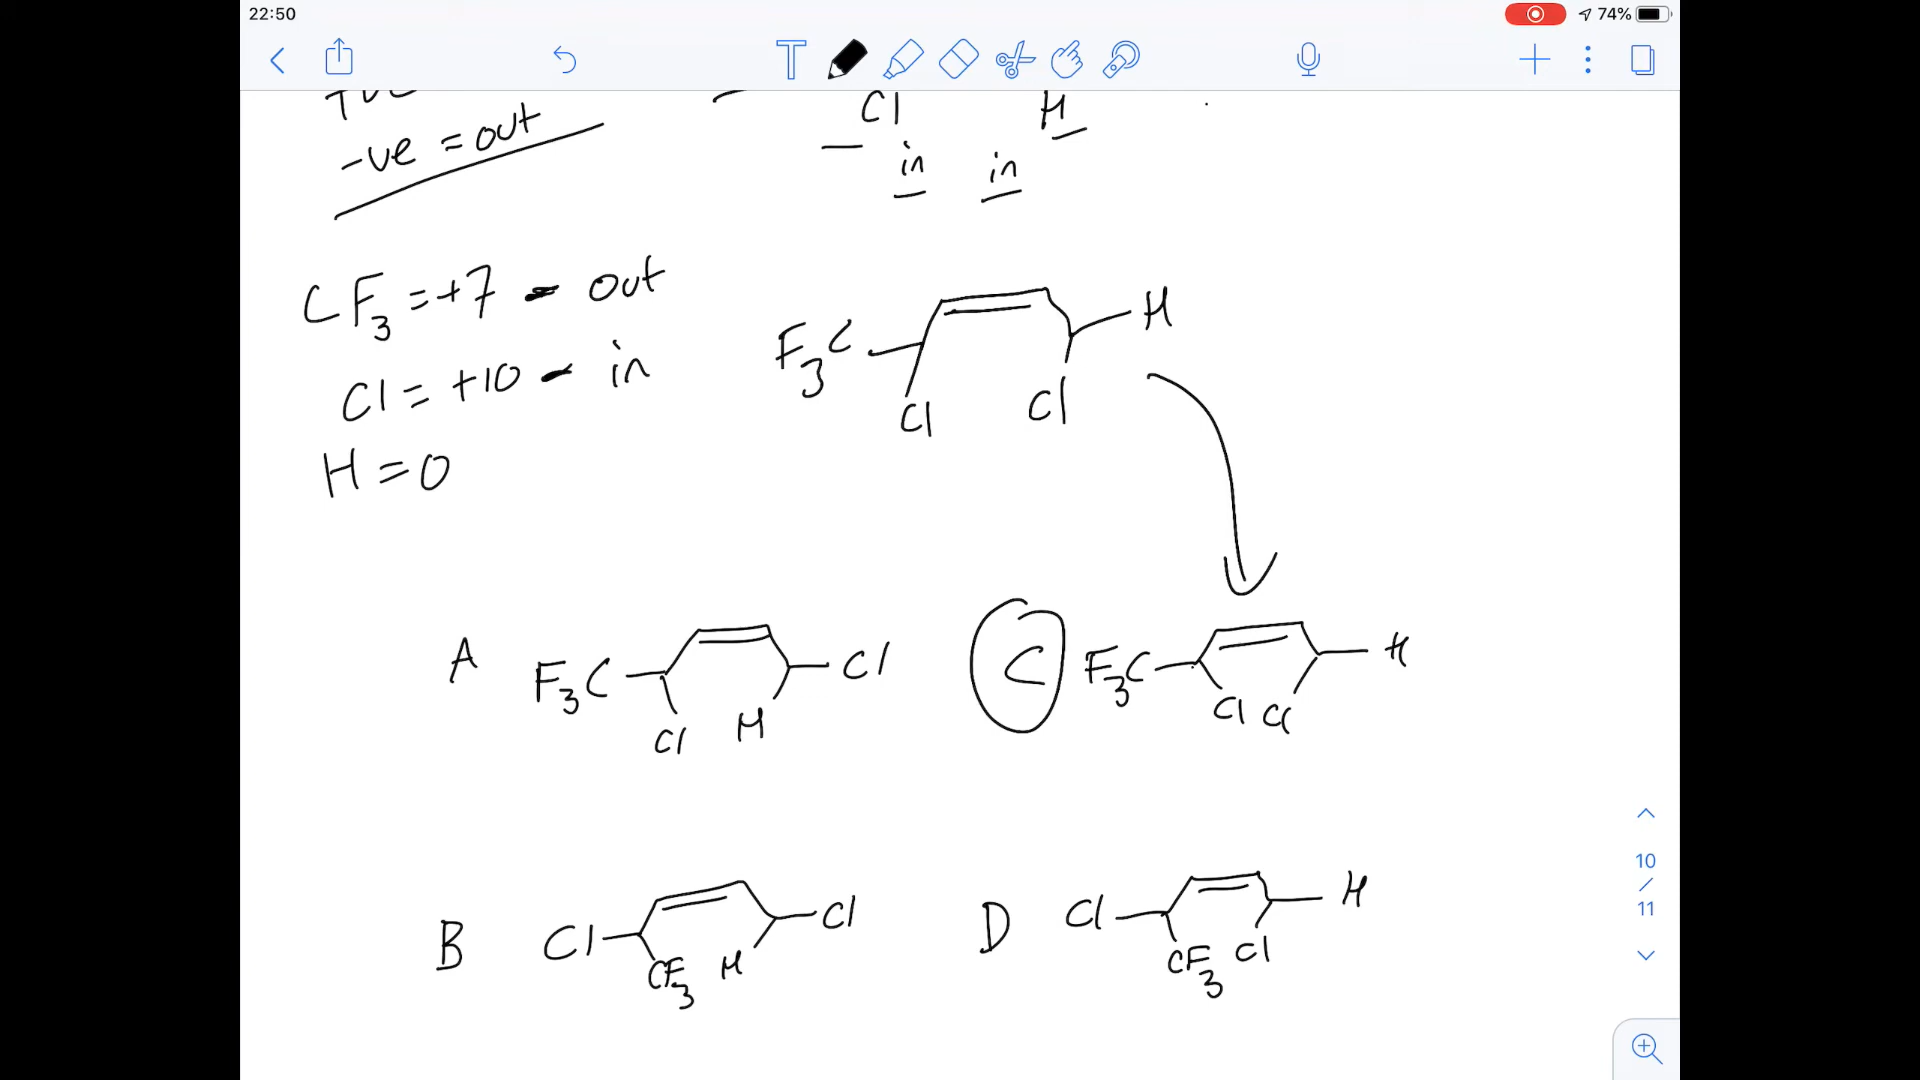 22:50
74%
Cl H
-ve = out
in in
CF3 = +7 - out
Cl = +10 - in
H = 0
F3C H
Cl Cl
A F3C Cl
Cl H
C F3C H
Cl Cl
B Cl Cl
CF3 H
D Cl H
CF3 Cl
10
/
11